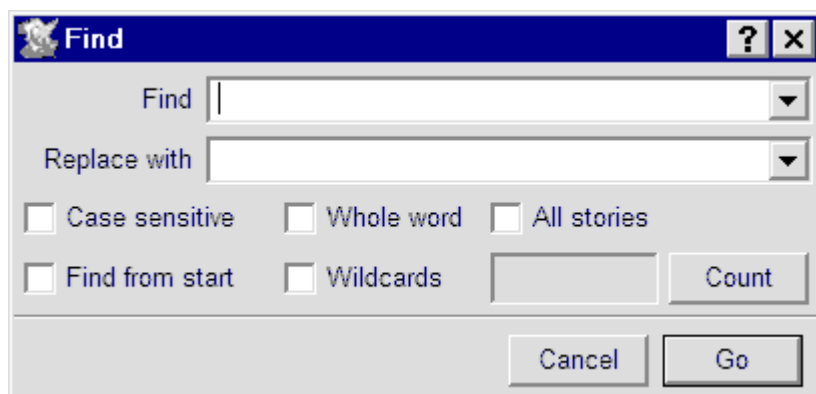 Find ?
Find
Replace with
Case sensitive Whole word All stories
Find from start Wildcards Count
Cancel Go